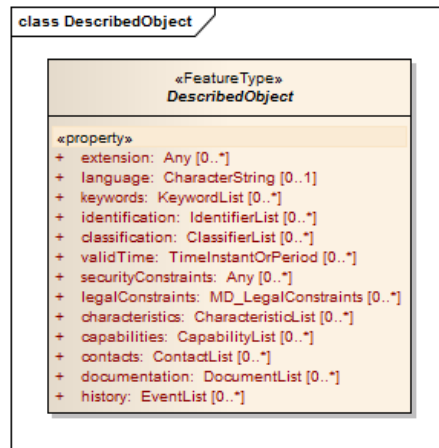 class DescribedObject
«FeatureType»
DescribedObject
«property»
+ extension: Any [0..*]
+ language: CharacterString [0..1]
+ keywords: KeywordList [0..*]
+ identification: IdentifierList [0..*]
+ classification: ClassifierList [0..*]
+ validTime: TimeInstantOrPeriod [0..*]
+ securityConstraints: Any [0..*]
+ legalConstraints: MD_LegalConstraints [0..*]
+ characteristics: CharacteristicList [0..*]
+ capabilities: CapabilityList [0..*]
+ contacts: ContactList [0..*]
+ documentation: DocumentList [0..*]
+ history: EventList [0..*]